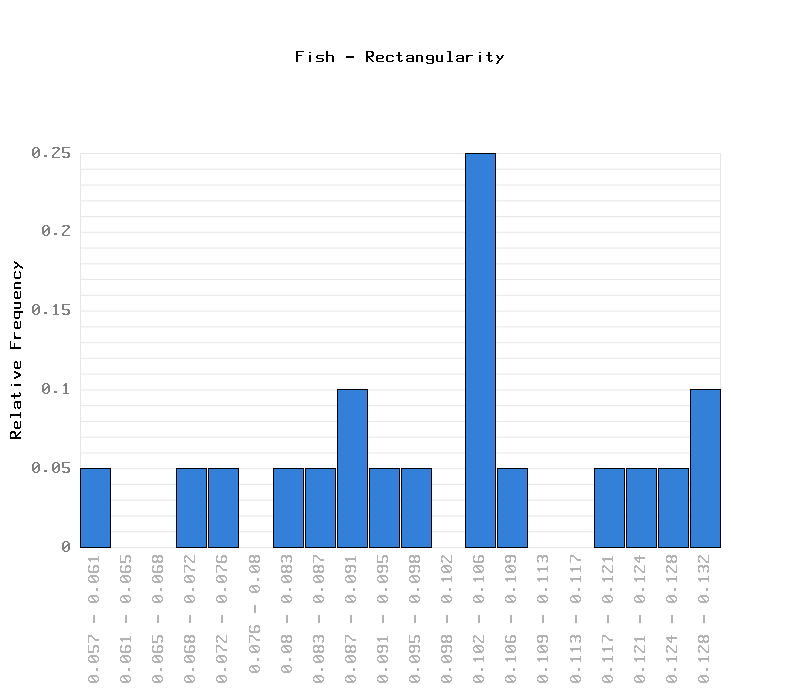 Fish - Rectangularity
Relative Frequency
0.25
0.2
0.15
0.1
0.05
0
0.057 - 0.061
0.061 - 0.065
0.065 - 0.068
0.068 - 0.072
0.072 - 0.076
0.076 - 0.08
0.08 - 0.083
0.083 - 0.087
0.087 - 0.091
0.091 - 0.095
0.095 - 0.098
0.098 - 0.102
0.102 - 0.106
0.106 - 0.109
0.109 - 0.113
0.113 - 0.117
0.117 - 0.121
0.121 - 0.124
0.124 - 0.128
0.128 - 0.132